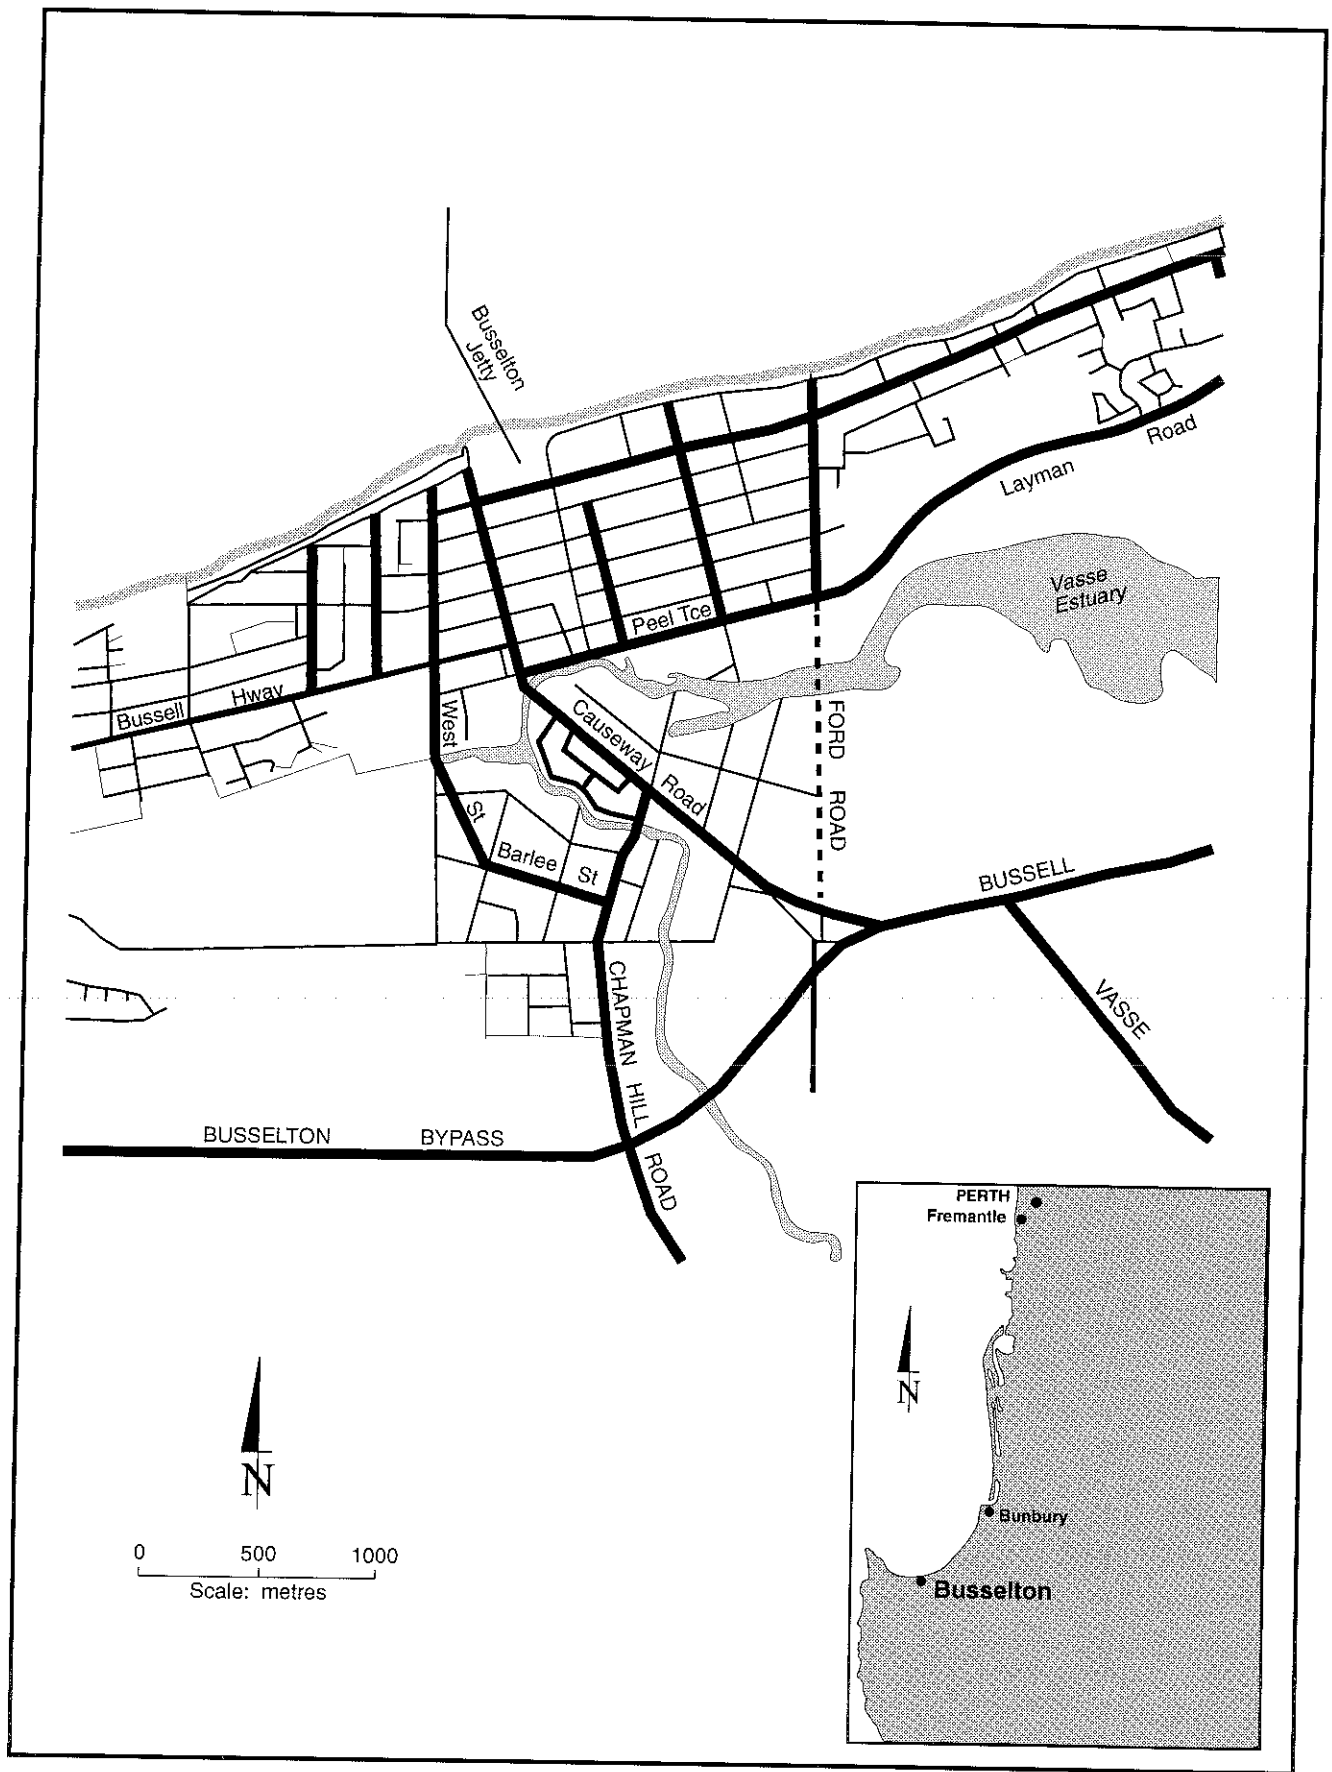 Busselton
Jetty
Road
Layman
Vasse
Estuary
Peel Tce
Bussell Hway
West
St
Causeway Road
FORD ROAD
Barlee St
BUSSELL
VASSE
CHAPMAN HILL ROAD
BUSSELTON BYPASS
PERTH
Fremantle
N
Bunbury
Busselton
N
0 500 1000
Scale: metres